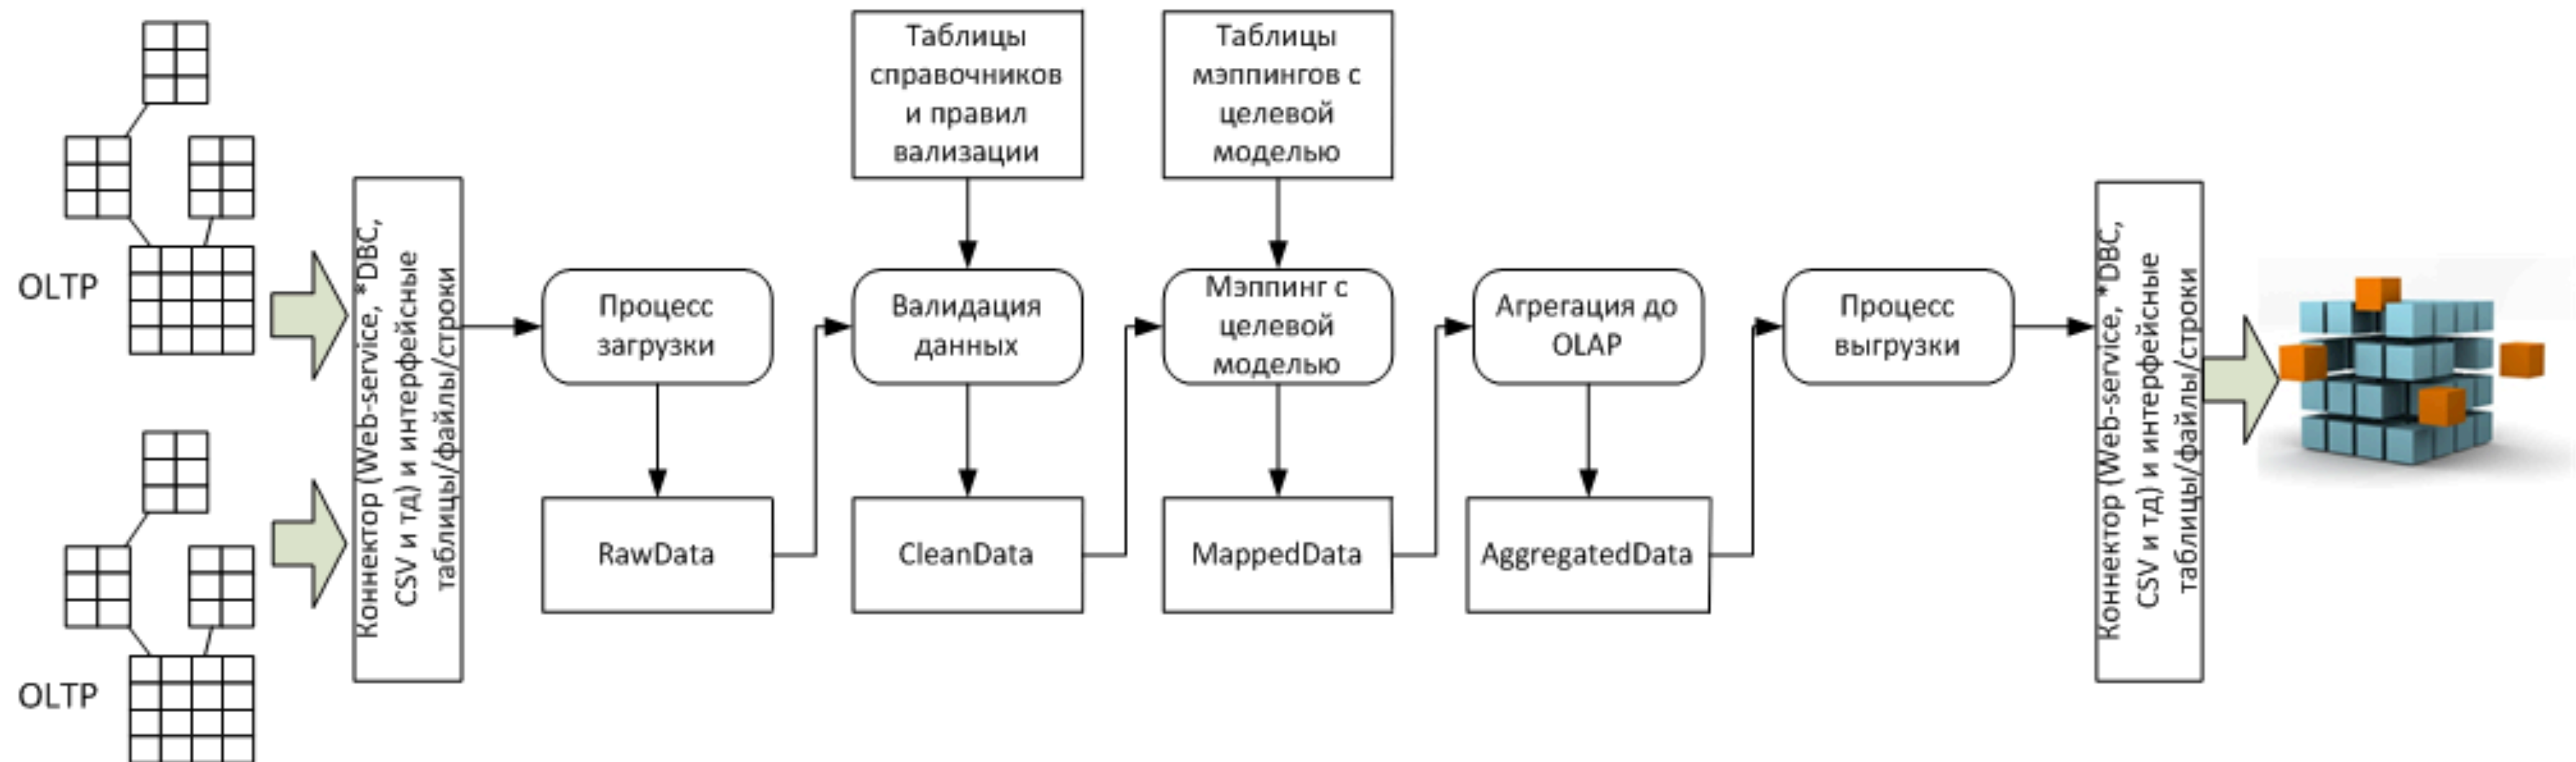 OLTP
OLTP
Коннектор (Web-service, *DBC,
CSV и тд) и интерфейсные
таблицы/файлы/строки
Процесс
загрузки
RawData
Таблицы
справочников
и правил
вализации
Валидация
данных
CleanData
Таблицы
мэппингов с
целевой
моделью
Мэппинг с
целевой
моделью
MappedData
Агрегация до
OLAP
AggregatedData
Процесс
выгрузки
Коннектор (Web-service, *DBC,
CSV и тд) и интерфейсные
таблицы/файлы/строки